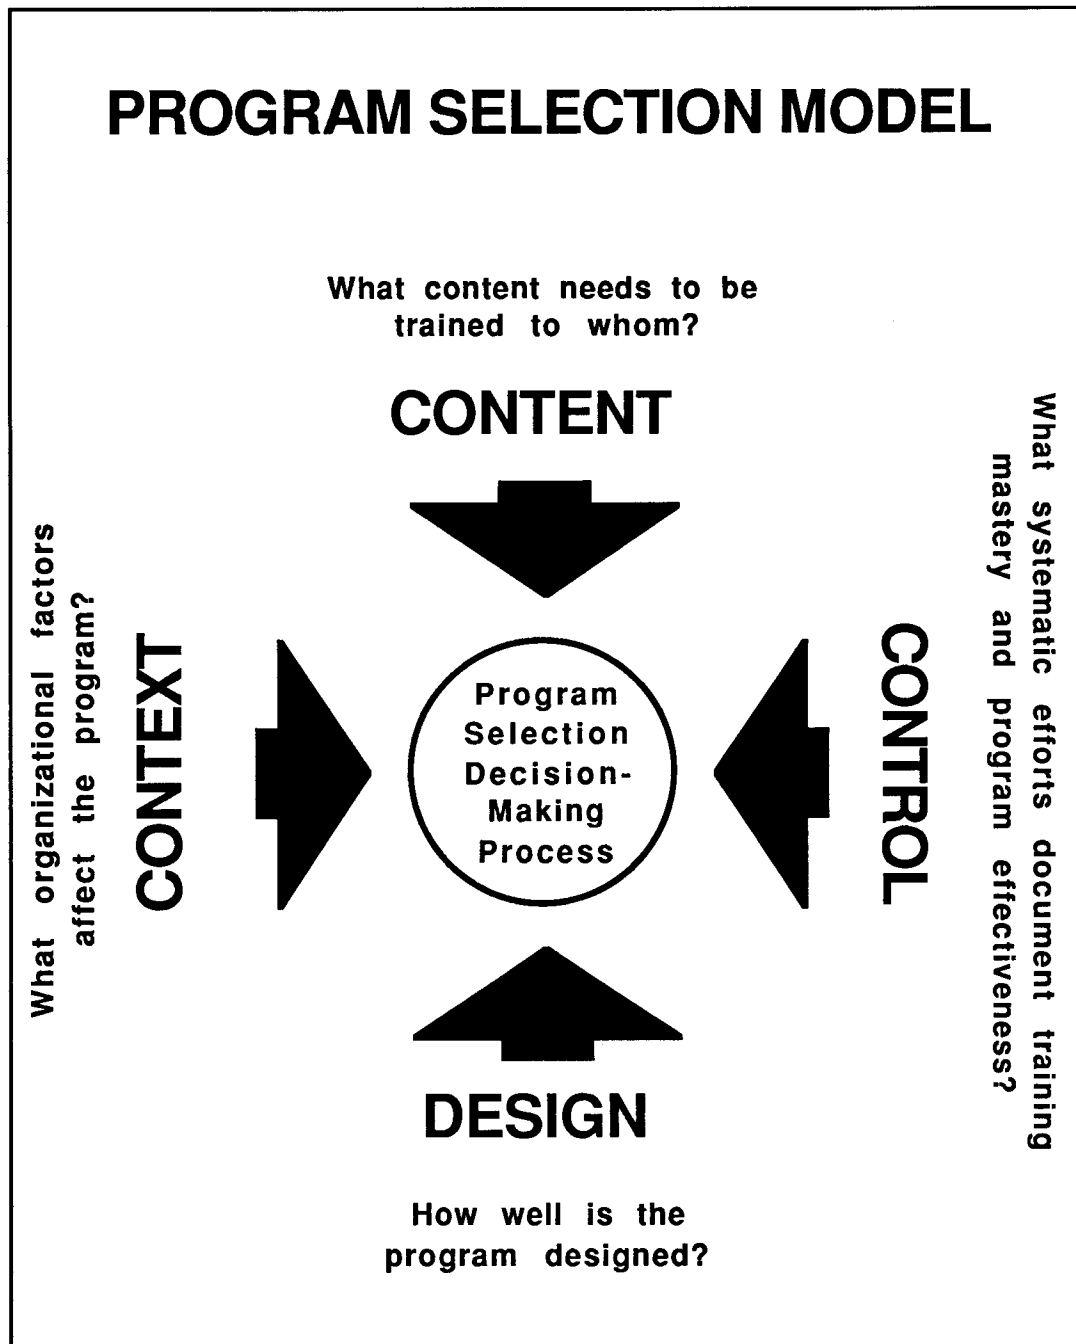 PROGRAM SELECTION MODEL
What content needs to be
trained to whom?
CONTENT
What organizational factors
affect the program?
CONTEXT
Program
Selection
Decision-
Making
Process
CONTROL
What systematic efforts document training
mastery and program effectiveness?
DESIGN
How well is the
program designed?